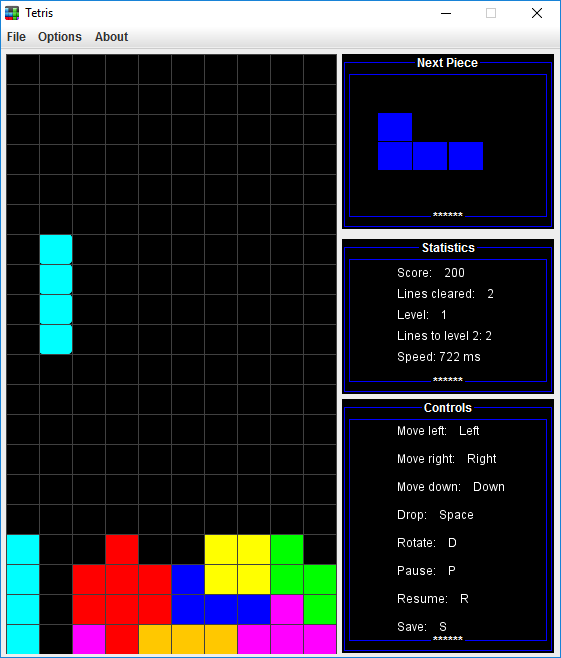 Tetris
File Options About
Next Piece
******
Statistics
Score: 200
Lines cleared: 2
Level: 1
Lines to level 2: 2
Speed: 722 ms
******
Controls
Move left: Left
Move right: Right
Move down: Down
Drop: Space
Rotate: D
Pause: P
Resume: R
Save: S
******